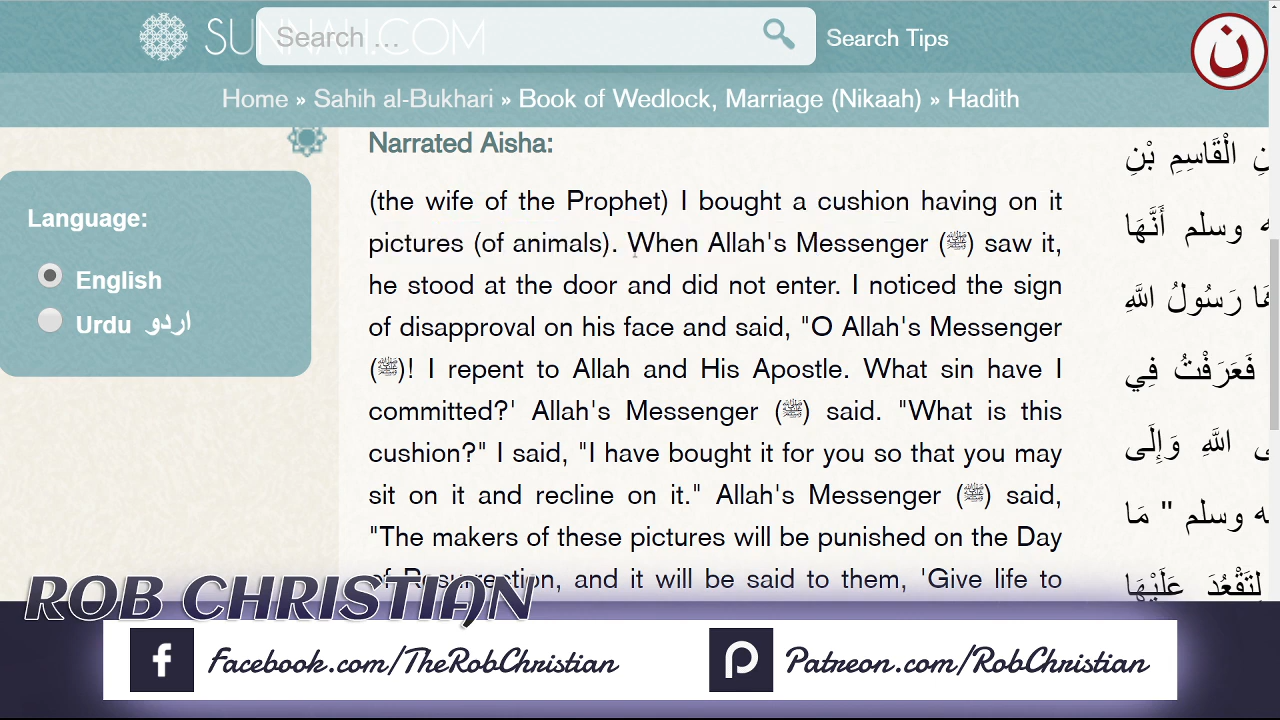 SUNNAH.COM
Search ...
Search Tips
ن
Home » Sahih al-Bukhari » Book of Wedlock, Marriage (Nikaah) » Hadith
Language:
English
Urdu اردو
Narrated Aisha:
(the wife of the Prophet) I bought a cushion having on it
pictures (of animals). When Allah's Messenger (ﷺ) saw it,
he stood at the door and did not enter. I noticed the sign
of disapproval on his face and said, "O Allah's Messenger
(ﷺ)! I repent to Allah and His Apostle. What sin have I
committed?' Allah's Messenger (ﷺ) said. "What is this
cushion?" I said, "I have bought it for you so that you may
sit on it and recline on it." Allah's Messenger (ﷺ) said,
"The makers of these pictures will be punished on the Day
of Resurrection, and it will be said to them, 'Give life to
الْقَاسِمِ بْنِ
وسلم أَنَّهَا
رَسُولُ اللَّهِ
فَعَرَفْتُ فِي
اللَّهِ وَإِلَى
وسلم " مَا
لِتَقْعُدَ عَلَيْهَا
ROB CHRISTIAN
Facebook.com/TheRobChristian
Patreon.com/RobChristian